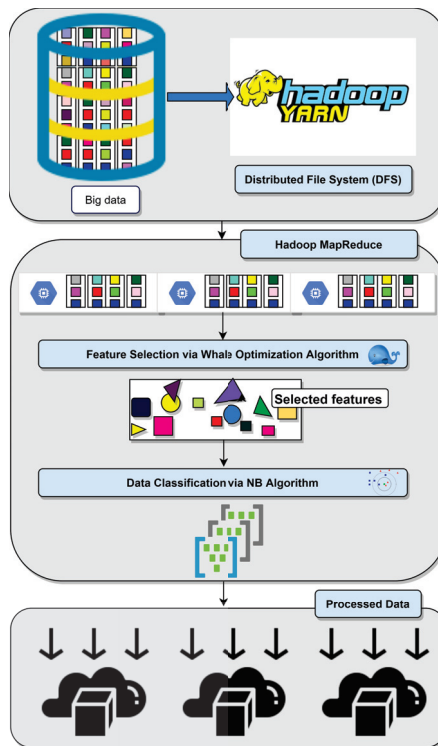 hadoop
YARN
Distributed File System (DFS)
Big data
Hadoop MapReduce
Feature Selection via Whale Optimization Algorithm
Selected features
Data Classification via NB Algorithm
Processed Data